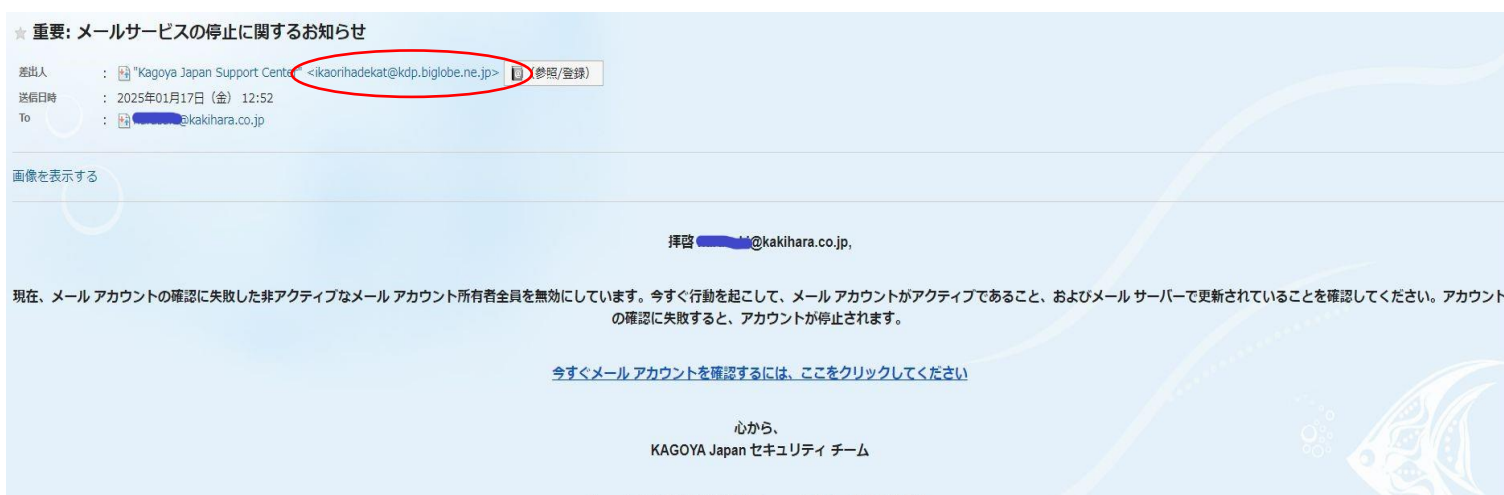 重要: メールサービスの停止に関するお知らせ
差出人 : "Kagoya Japan Support Center" <ikaorihadekat@kdp.biglobe.ne.jp> (参照/登録)
送信日時 : 2025年01月17日（金） 12:52
To : @kakihara.co.jp
画像を表示する
拝啓 @kakihara.co.jp,
現在、メール アカウントの確認に失敗した非アクティブなメール アカウント所有者全員を無効にしています。今すぐ行動を起こして、メール アカウントがアクティブであること、およびメール サーバーで更新されていることを確認してください。アカウント
の確認に失敗すると、アカウントが停止されます。
今すぐメール アカウントを確認するには、ここをクリックしてください
心から、
KAGOYA Japan セキュリティ チーム